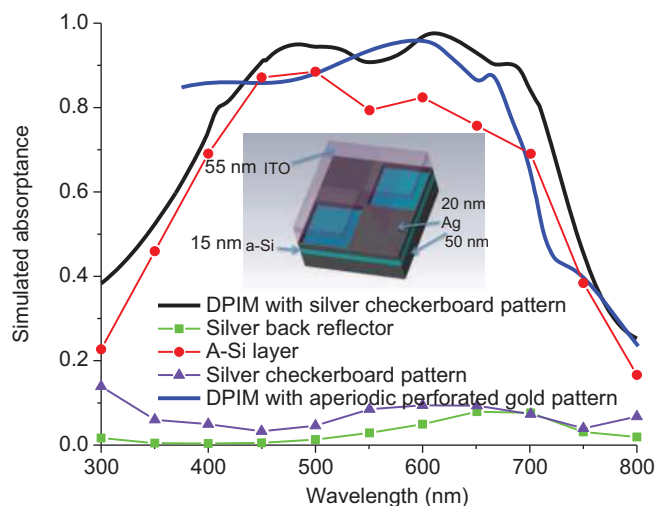 1.0
0.8
0.6
0.4
0.2
0.0
Simulated absorptance
55 nm ITO
20 nm
Ag
15 nm a-Si
50 nm
DPIM with silver checkerboard pattern
Silver back reflector
A-Si layer
Silver checkerboard pattern
DPIM with aperiodic perforated gold pattern
300 400 500 600 700 800
Wavelength (nm)